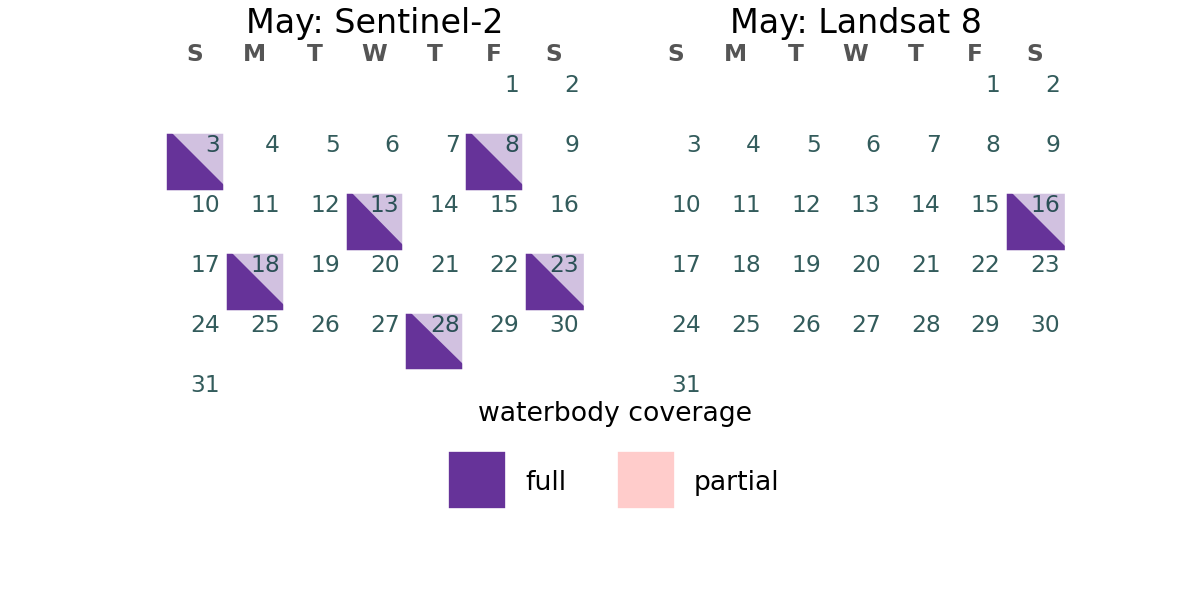 May: Sentinel-2
S M T W T F S
1 2
3 4 5 6 7 8 9
10 11 12 13 14 15 16
17 18 19 20 21 22 23
24 25 26 27 28 29 30
31
May: Landsat 8
S M T W T F S
1 2
3 4 5 6 7 8 9
10 11 12 13 14 15 16
17 18 19 20 21 22 23
24 25 26 27 28 29 30
31
waterbody coverage
full
partial